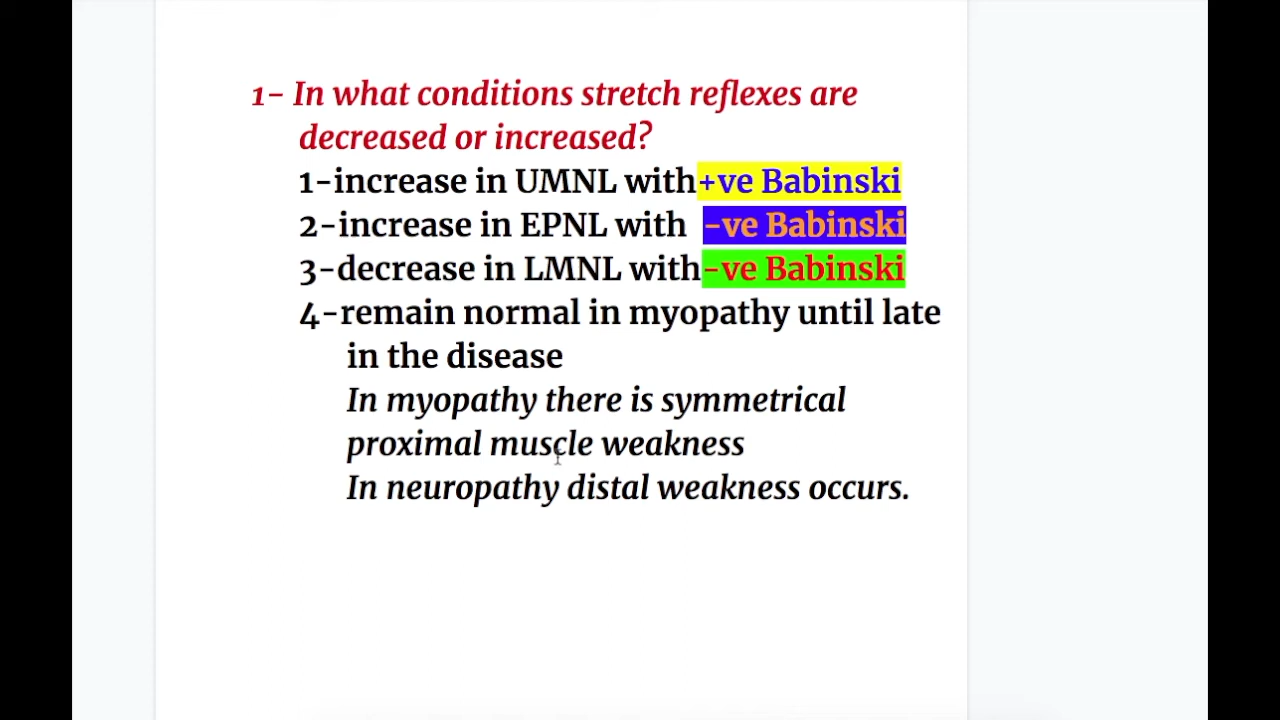 1- In what conditions stretch reflexes are
decreased or increased?
1-increase in UMNL with+ve Babinski
2-increase in EPNL with -ve Babinski
3-decrease in LMNL with-ve Babinski
4-remain normal in myopathy until late
in the disease
In myopathy there is symmetrical
proximal muscle weakness
In neuropathy distal weakness occurs.